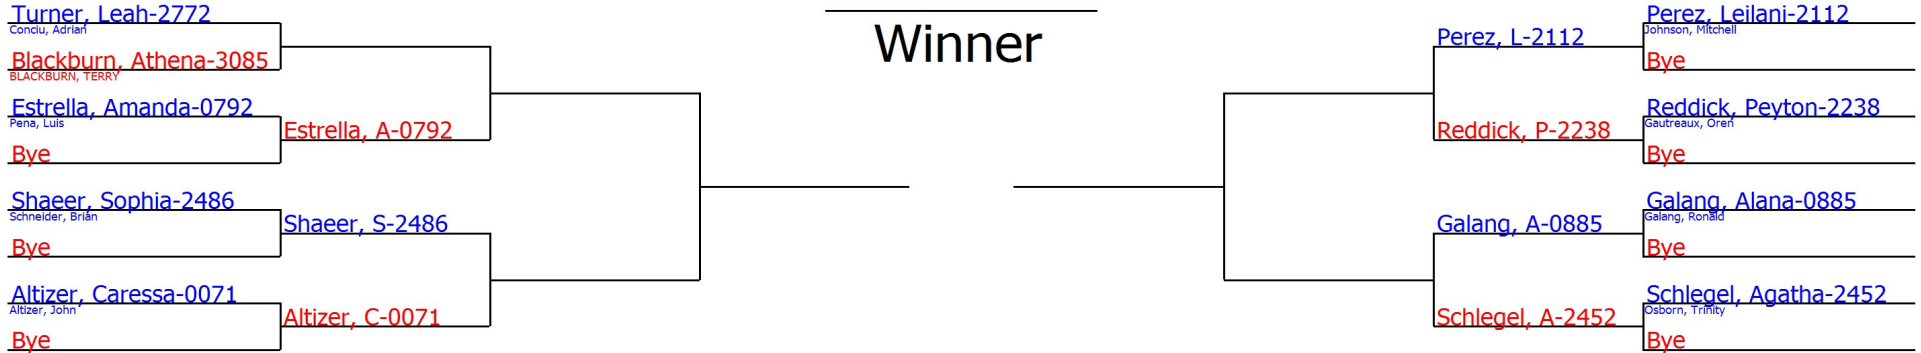 Turner, Leah-2772
Conciu, Adrian
Blackburn, Athena-3085
BLACKBURN, TERRY
Estrella, Amanda-0792
Pena, Luis
Bye
Estrella, A-0792
Shaeer, Sophia-2486
Schneider, Brian
Bye
Shaeer, S-2486
Altizer, Caressa-0071
Altizer, John
Bye
Altizer, C-0071
Winner
Perez, L-2112
Perez, Leilani-2112
Johnson, Mitchell
Bye
Reddick, P-2238
Reddick, Peyton-2238
Gautreaux, Oren
Bye
Galang, A-0885
Galang, Alana-0885
Galang, Ronald
Bye
Schlegel, A-2452
Schlegel, Agatha-2452
Osborn, Trinity
Bye